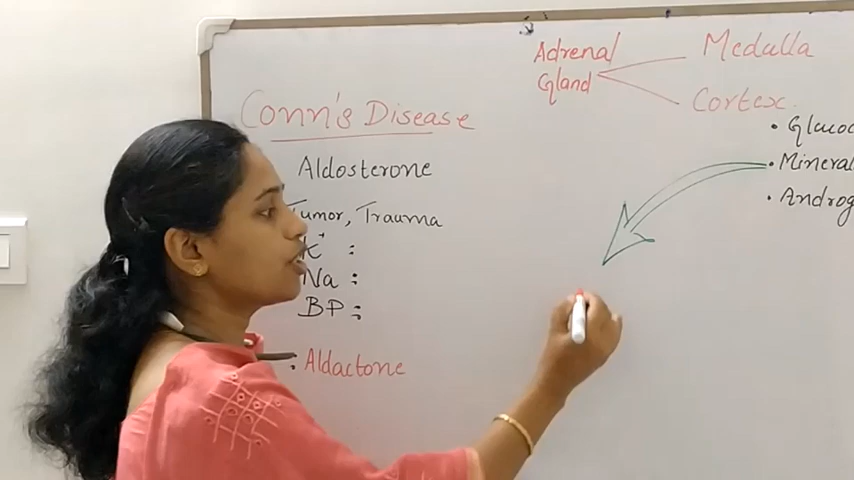 Adrenal Gland
Medulla
Cortex.
Conn's Disease
Aldosterone
Tumor, Trauma
K⁺ :
Na :
BP :
• Aldactone